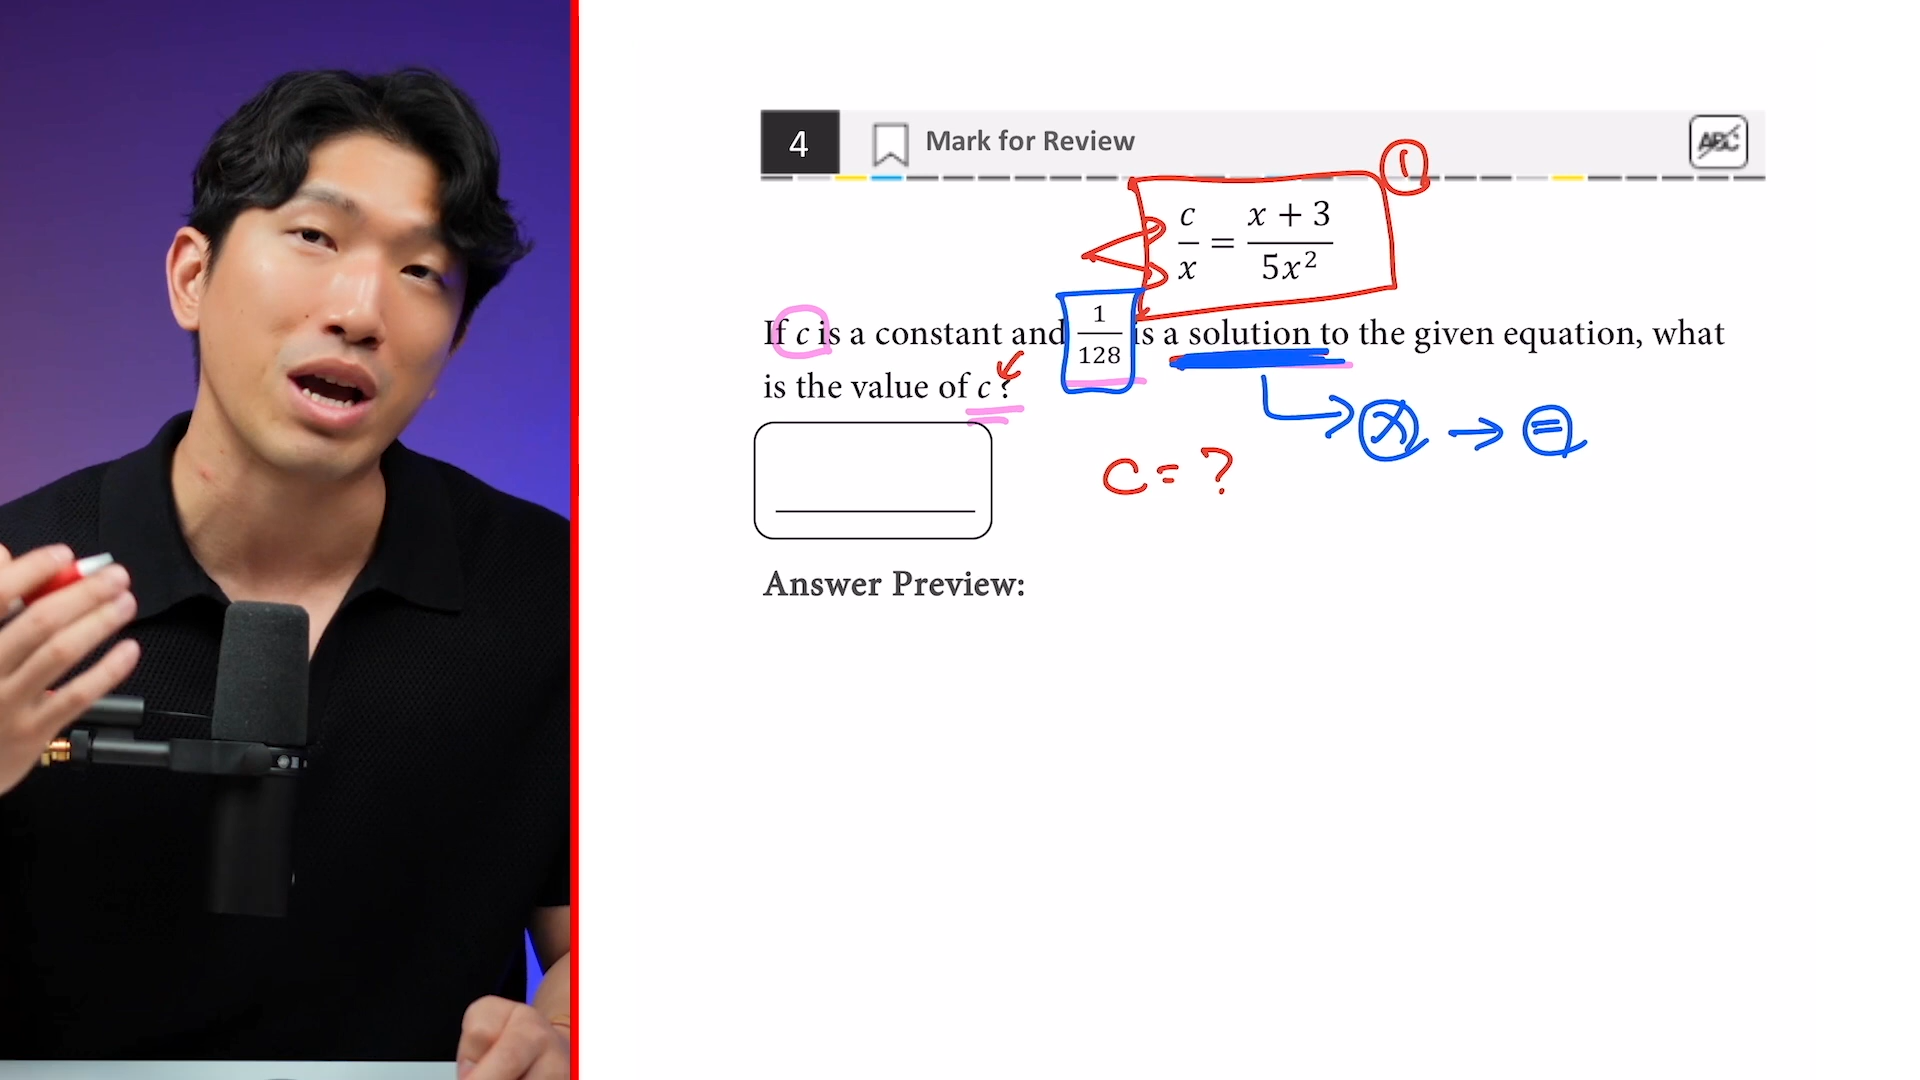 4 Mark for Review ABC
1
c/x = x + 3/5x²
If c is a constant and 1/128 is a solution to the given equation, what
is the value of c?
x → =
c = ?
Answer Preview: